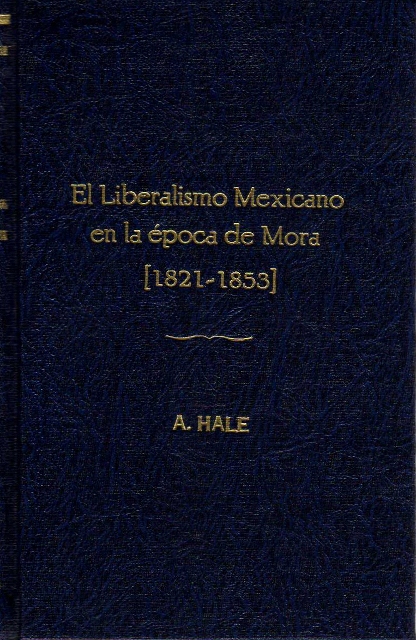 El Liberalismo Mexicano
en la época de Mora
[1821-1853]
A. HALE